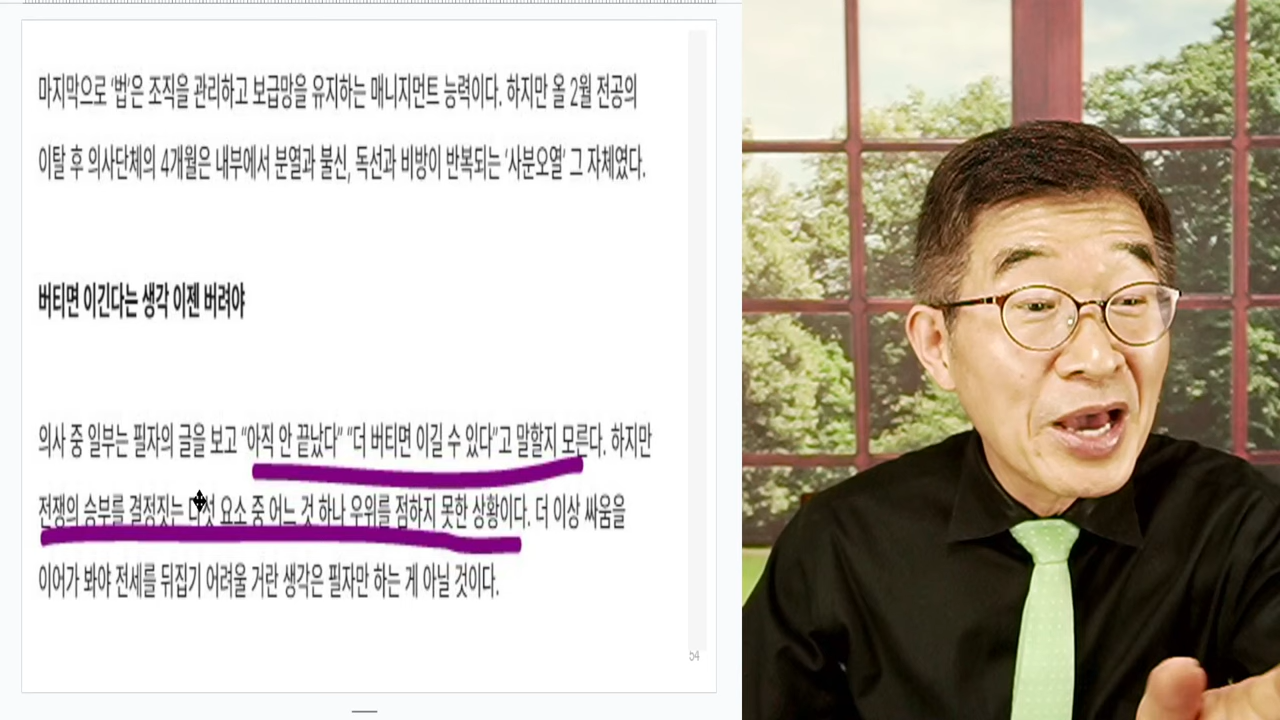 마지막으로 '법'은 조직을 관리하고 보급망을 유지하는 매니지먼트 능력이다. 하지만 올 2월 전공의
이탈 후 의사단체의 4개월은 내부에서 분열과 불신, 독선과 비방이 반복되는 '사분오열' 그 자체였다.
버티면 이긴다는 생각 이젠 버려야
의사 중 일부는 필자의 글을 보고 “아직 안 끝났다” “더 버티면 이길 수 있다”고 말할지 모른다. 하지만
전쟁의 승부를 결정짓는 다섯 요소 중 어느 것 하나 우위를 점하지 못한 상황이다. 더 이상 싸움을
이어가 봐야 전세를 뒤집기 어려울 거란 생각은 필자만 하는 게 아닐 것이다.
54